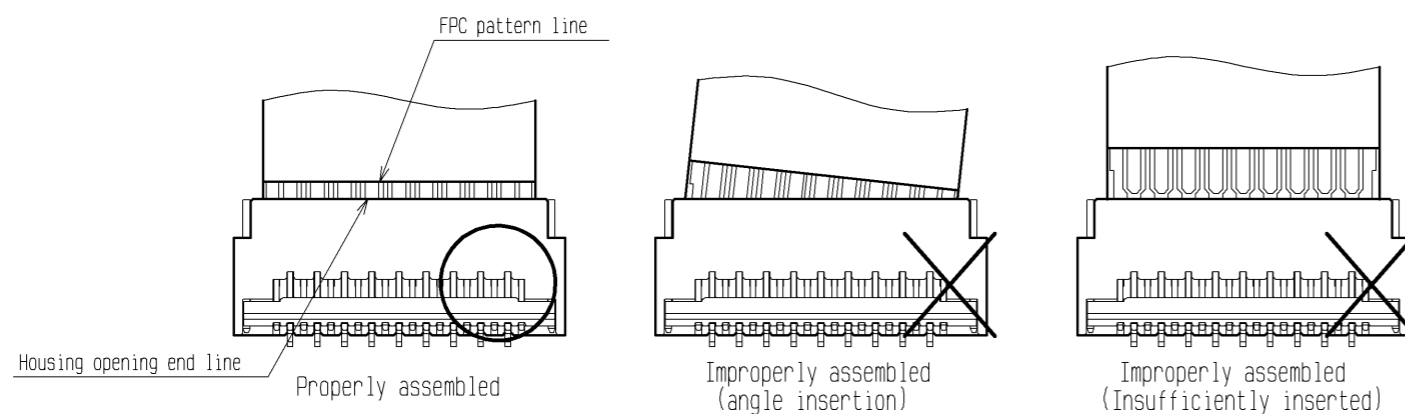 FPC pattern line
Housing opening end line
Properly assembled
Improperly assembled
(angle insertion)
Improperly assembled
(Insufficiently inserted)